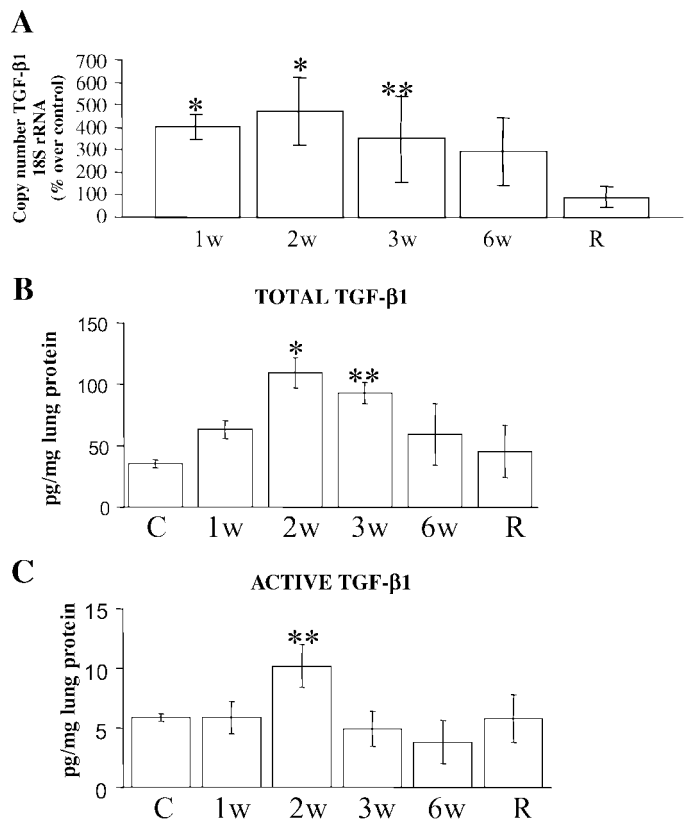 A
Copy number TGF-β1
18S rRNA
(% over control)
700
600
500
400
300
200
100
0
*
*
**
1w 2w 3w 6w R
B
TOTAL TGF-β1
pg/mg lung protein
150
100
50
0
*
**
C 1w 2w 3w 6w R
C
ACTIVE TGF-β1
pg/mg lung protein
15
10
5
0
**
C 1w 2w 3w 6w R